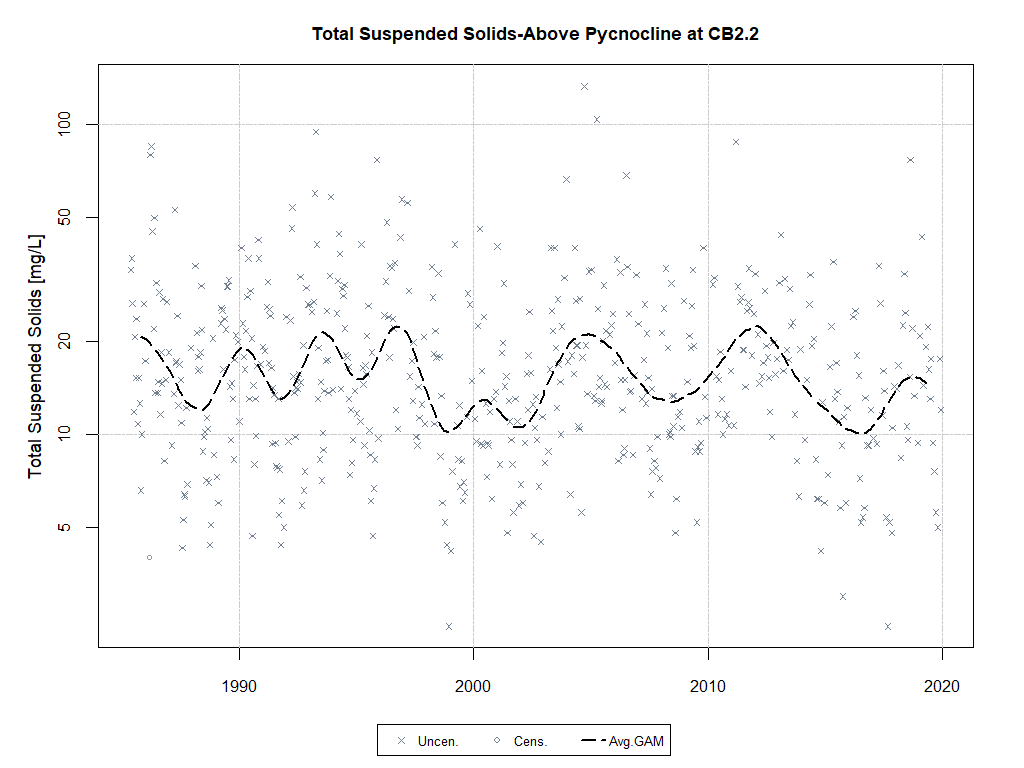 Total Suspended Solids-Above Pycnocline at CB2.2
Total Suspended Solids [mg/L]
100
50
20
10
5
1990 2000 2010 2020
Uncen. Cens. Avg.GAM